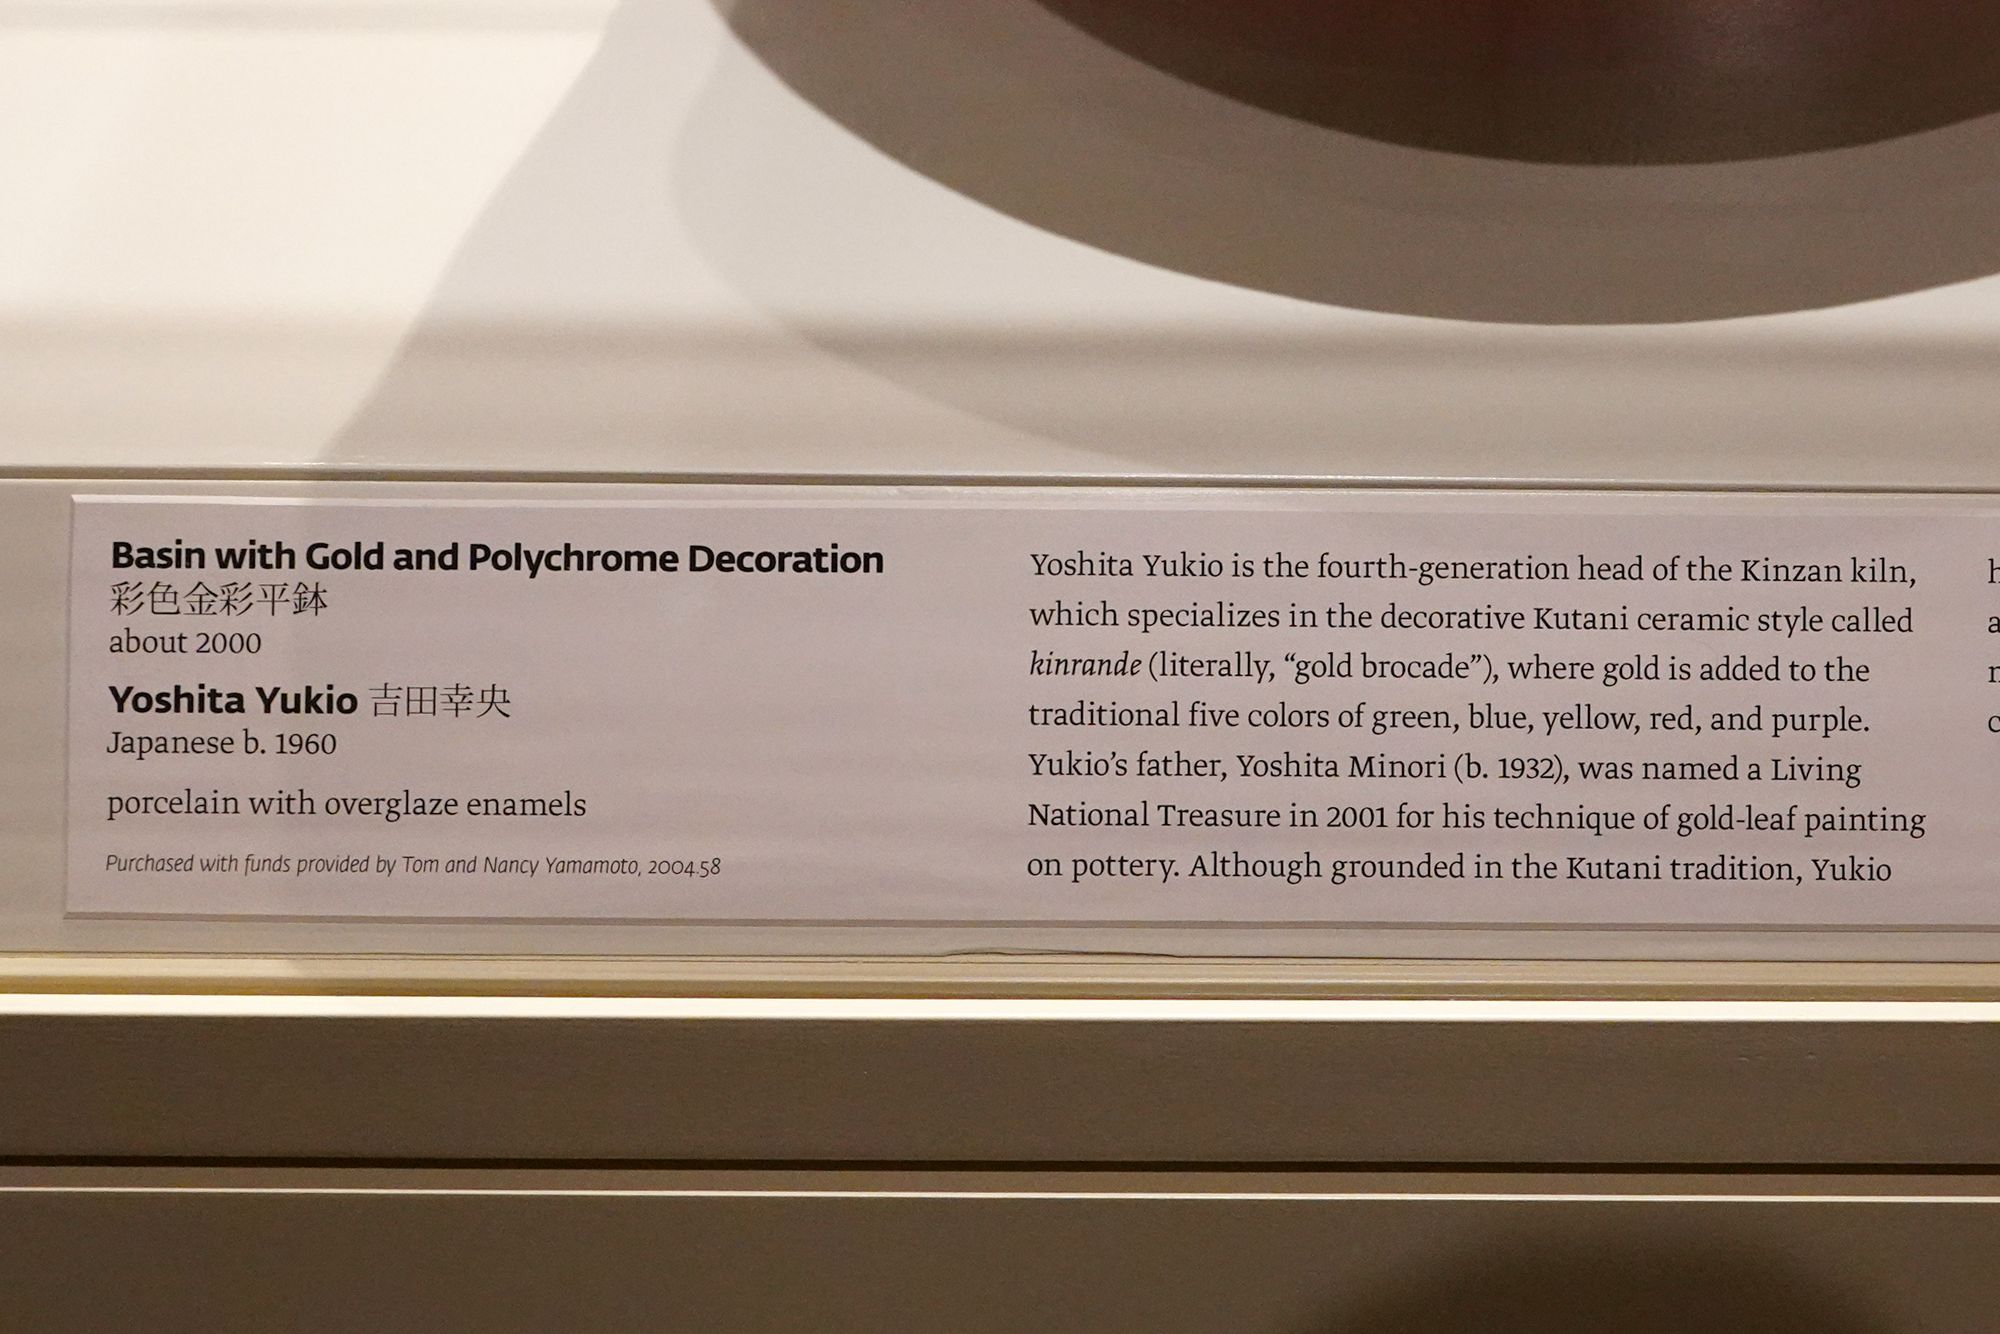 Basin with Gold and Polychrome Decoration
彩色金彩平鉢
about 2000
Yoshita Yukio 吉田幸央
Japanese b. 1960
porcelain with overglaze enamels
Purchased with funds provided by Tom and Nancy Yamamoto, 2004.58
Yoshita Yukio is the fourth-generation head of the Kinzan kiln,
which specializes in the decorative Kutani ceramic style called
kinrande (literally, “gold brocade”), where gold is added to the
traditional five colors of green, blue, yellow, red, and purple.
Yukio’s father, Yoshita Minori (b. 1932), was named a Living
National Treasure in 2001 for his technique of gold-leaf painting
on pottery. Although grounded in the Kutani tradition, Yukio